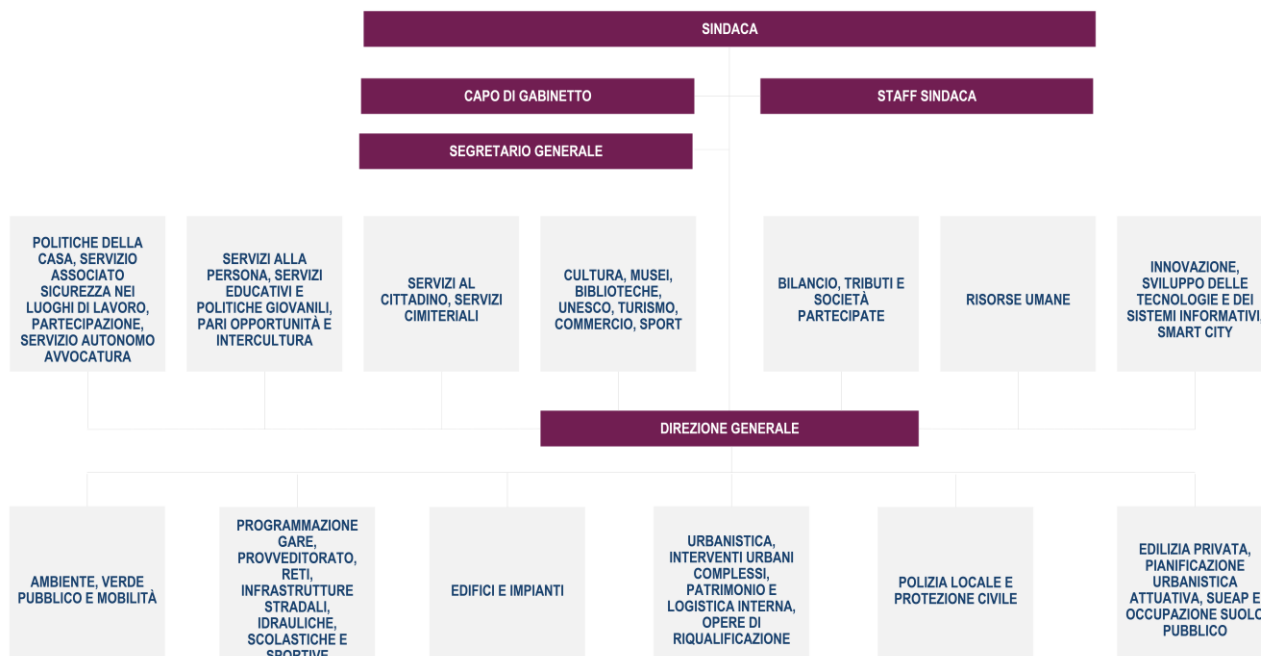 SINDACA
CAPO DI GABINETTO
STAFF SINDACA
SEGRETARIO GENERALE
POLITICHE DELLA
CASA, SERVIZIO
ASSOCIATO
SICUREZZA NEI
LUOGHI DI LAVORO,
PARTECIPAZIONE,
SERVIZIO AUTONOMO
AVVOCATURA
SERVIZI ALLA
PERSONA, SERVIZI
EDUCATIVI E
POLITICHE GIOVANILI,
PARI OPPORTUNITÀ E
INTERCULTURA
SERVIZI AL
CITTADINO, SERVIZI
CIMITERIALI
CULTURA, MUSEI,
BIBLIOTECHE,
UNESCO, TURISMO,
COMMERCIO, SPORT
BILANCIO, TRIBUTI E
SOCIETÀ
PARTECIPATE
RISORSE UMANE
INNOVAZIONE,
SVILUPPO DELLE
TECNOLOGIE E DEI
SISTEMI INFORMATIVI,
SMART CITY
DIREZIONE GENERALE
AMBIENTE, VERDE
PUBBLICO E MOBILITÀ
PROGRAMMAZIONE
GARE,
PROVVEDITORATO,
RETI,
INFRASTRUTTURE
STRADALI,
IDRAULICHE,
SCOLASTICHE E
SPORTIVE
EDIFICI E IMPIANTI
URBANISTICA,
INTERVENTI URBANI
COMPLESSI,
PATRIMONIO E
LOGISTICA INTERNA,
OPERE DI
RIQUALIFICAZIONE
POLIZIA LOCALE E
PROTEZIONE CIVILE
EDILIZIA PRIVATA,
PIANIFICAZIONE
URBANISTICA
ATTUATIVA, SUEAP E
OCCUPAZIONE SUOLO
PUBBLICO